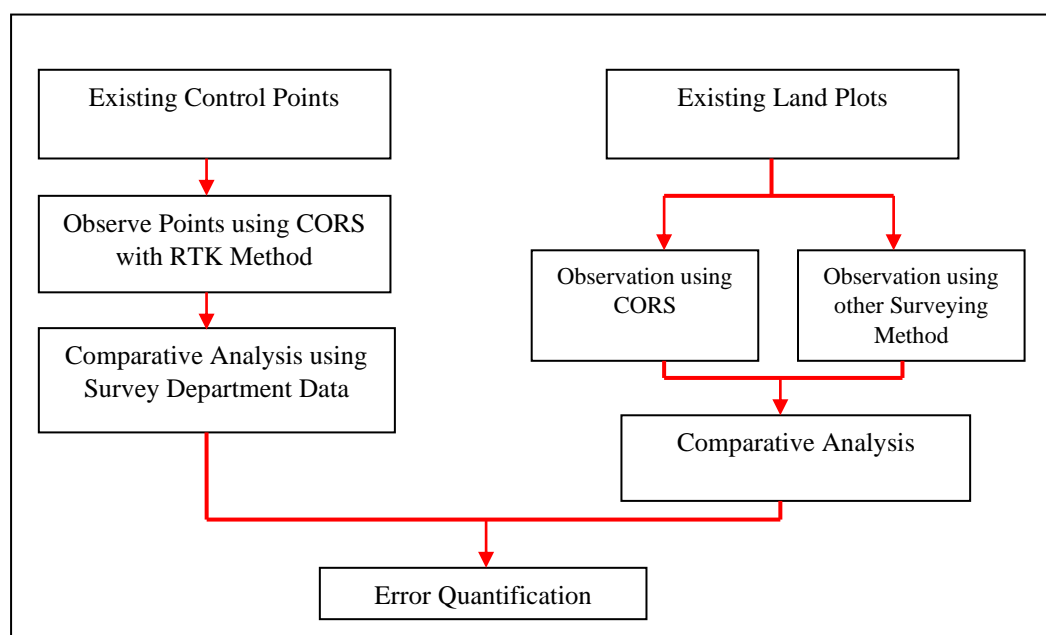 Existing Control Points
Existing Land Plots
Observe Points using CORS
with RTK Method
Observation using
CORS
Observation using
other Surveying
Method
Comparative Analysis using
Survey Department Data
Comparative Analysis
Error Quantification